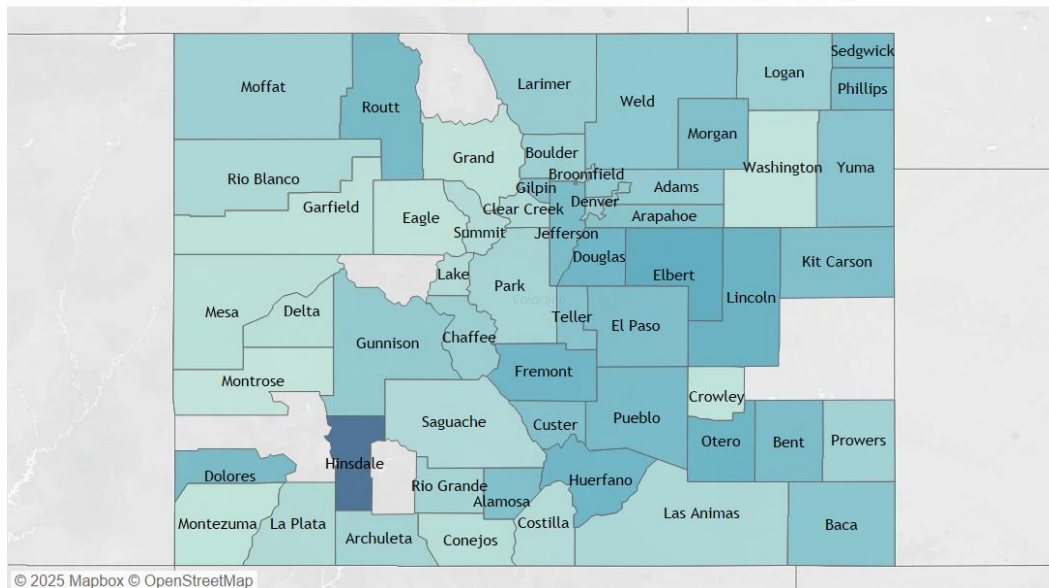 Sedgwick
Logan
Moffat
Larimer
Phillips
Weld
Routt
Morgan
Boulder
Grand
Washington
Yuma
Broomfield
Rio Blanco
Gilpin
Adams
Denver
Garfield
Clear Creek
Eagle
Arapahoe
Summit
Jefferson
Douglas
Kit Carson
Lake
Elbert
Park
Lincoln
Colorado
Mesa
Delta
Teller
El Paso
Chaffee
Gunnison
Fremont
Montrose
Crowley
Pueblo
Saguache
Custer
Otero
Bent
Prowers
Hinsdale
Dolores
Huerfano
Rio Grande
Alamosa
Las Animas
Montezuma
La Plata
Costilla
Baca
Archuleta
Conejos
© 2025 Mapbox © OpenStreetMap